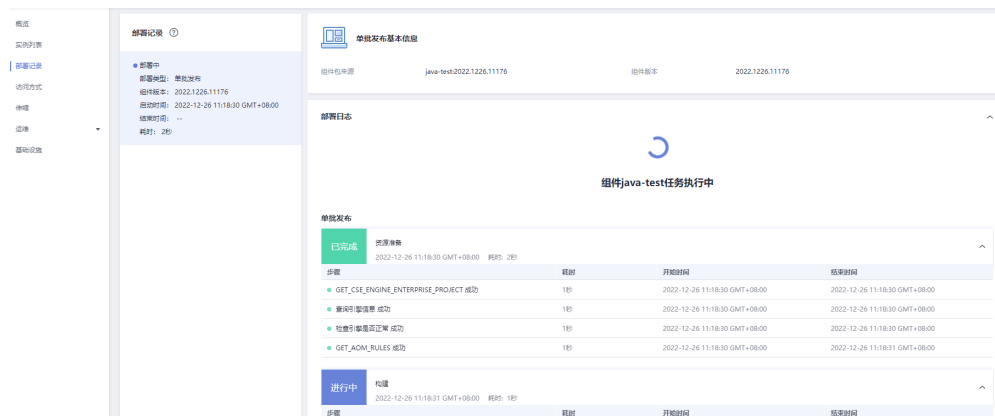 概览
实例列表
部署记录
访问方式
伸缩
运维
基础设施
部署记录 ?
部署中
部署类型: 单批发布
组件版本: 2022.1226.11176
启动时间: 2022-12-26 11:18:30 GMT+08:00
结束时间: --
耗时: 2秒
单批发布基本信息
组件包来源 java-test:2022.1226.11176 组件版本 2022.1226.11176
部署日志
组件java-test任务执行中
单批发布
已完成 资源准备
2022-12-26 11:18:30 GMT+08:00 耗时: 2秒
步骤 耗时 开始时间 结束时间
GET_CSE_ENGINE_ENTERPRISE_PROJECT 成功 1秒 2022-12-26 11:18:30 GMT+08:00 2022-12-26 11:18:30 GMT+08:00
查询引擎信息 成功 1秒 2022-12-26 11:18:30 GMT+08:00 2022-12-26 11:18:30 GMT+08:00
检查引擎是否正常 成功 1秒 2022-12-26 11:18:30 GMT+08:00 2022-12-26 11:18:30 GMT+08:00
GET_AOM_RULES 成功 1秒 2022-12-26 11:18:30 GMT+08:00 2022-12-26 11:18:31 GMT+08:00
进行中 构建
2022-12-26 11:18:31 GMT+08:00 耗时: 1秒
步骤 耗时 开始时间 结束时间